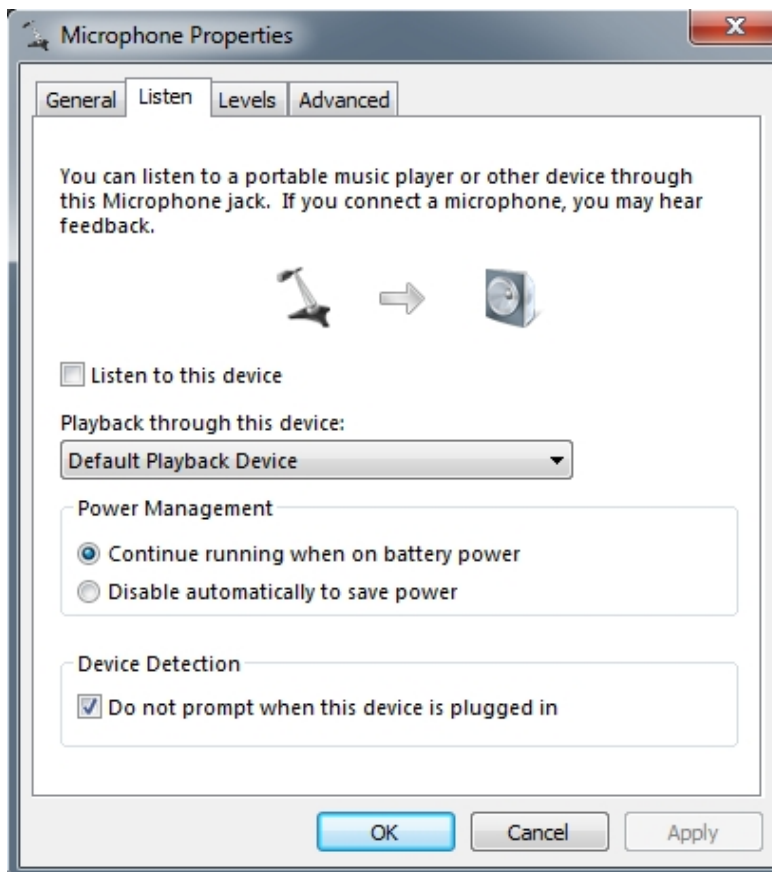 Microphone Properties
General Listen Levels Advanced
You can listen to a portable music player or other device through
this Microphone jack. If you connect a microphone, you may hear
feedback.
Listen to this device
Playback through this device:
Default Playback Device
Power Management
Continue running when on battery power
Disable automatically to save power
Device Detection
Do not prompt when this device is plugged in
OK Cancel Apply